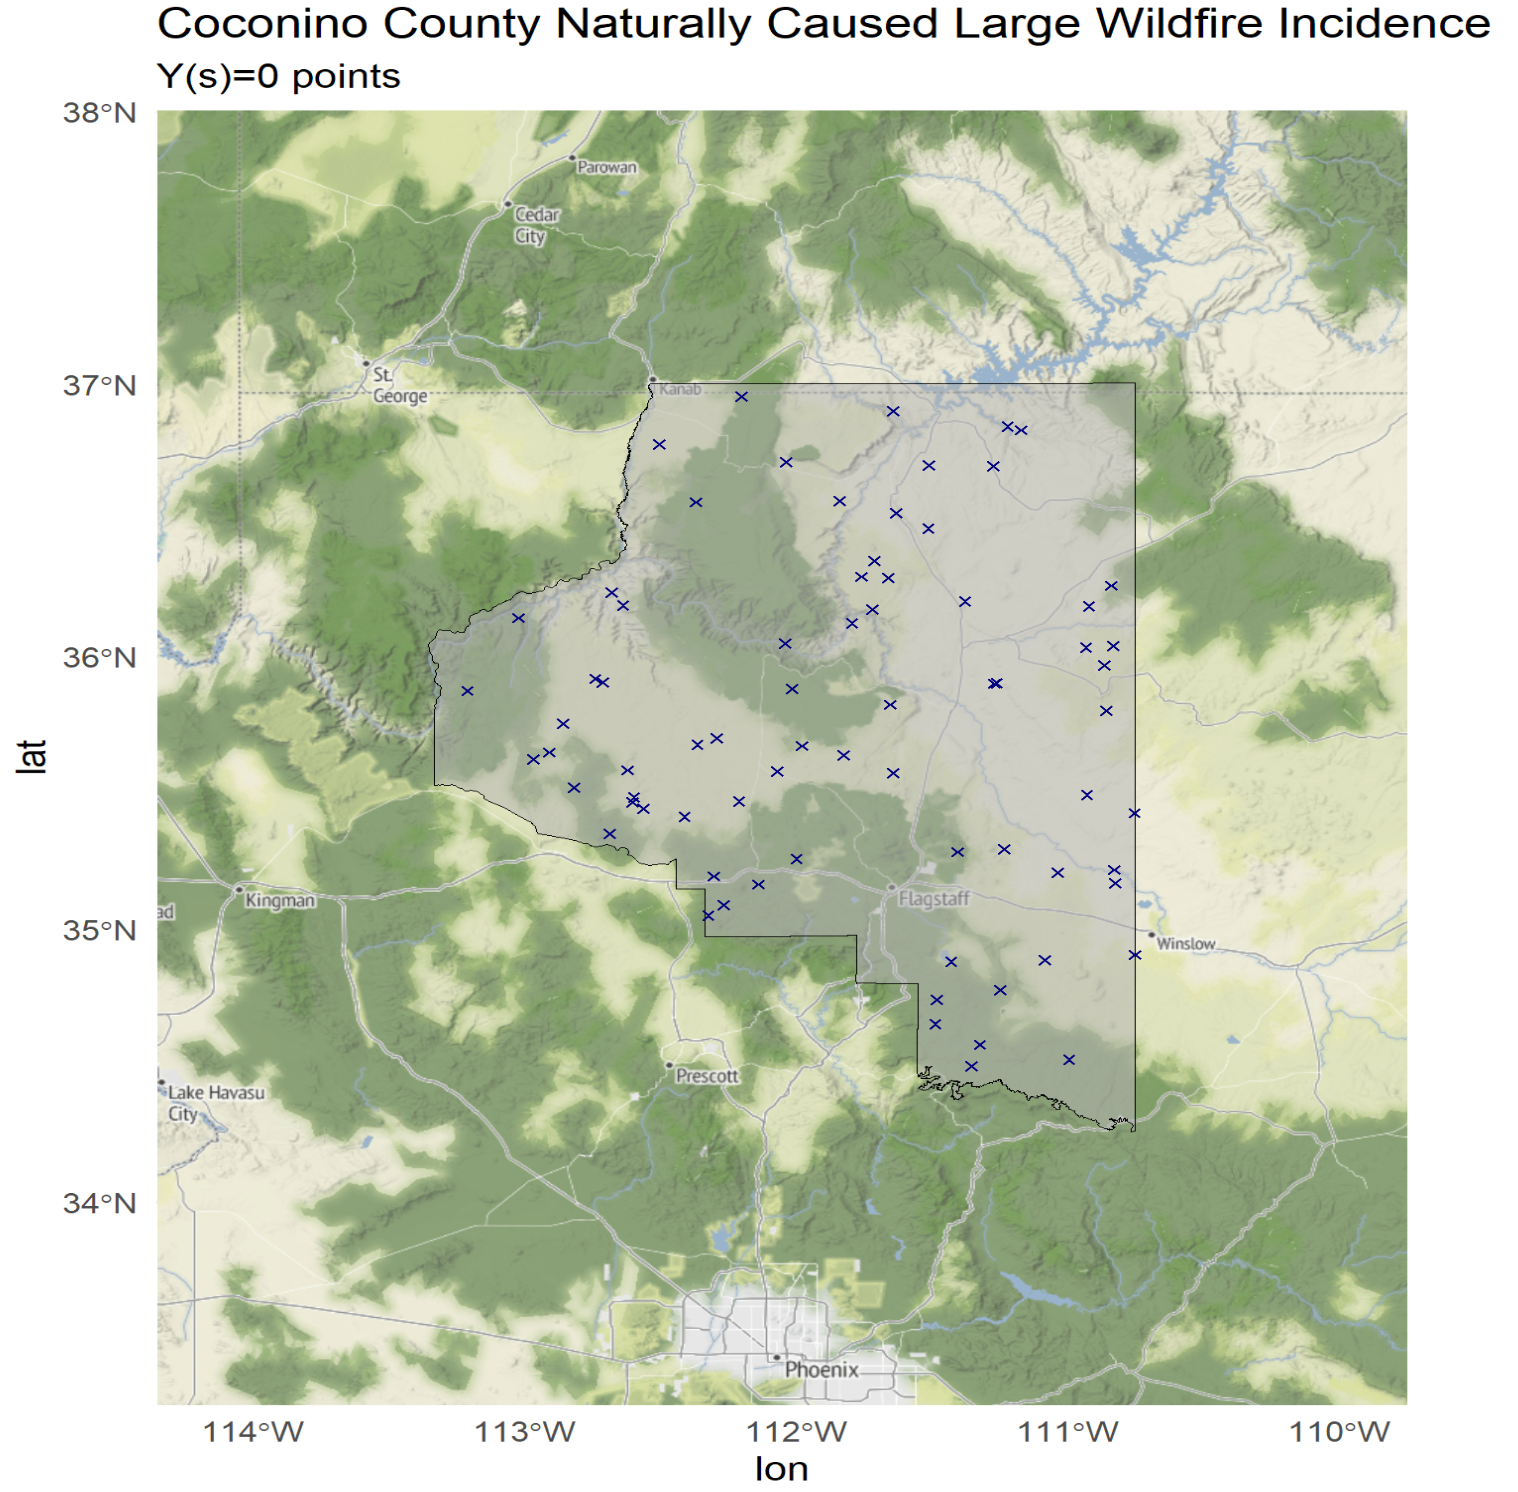 Coconino County Naturally Caused Large Wildfire Incidence
Y(s)=0 points
38°N
Parowan
Cedar
City
37°N
St.
George
Kanab
36°N
lat
Kingman
ad
Flagstaff
35°N
Winslow
Prescott
Lake Havasu
City
34°N
Phoenix
114°W
113°W
112°W
111°W
110°W
lon